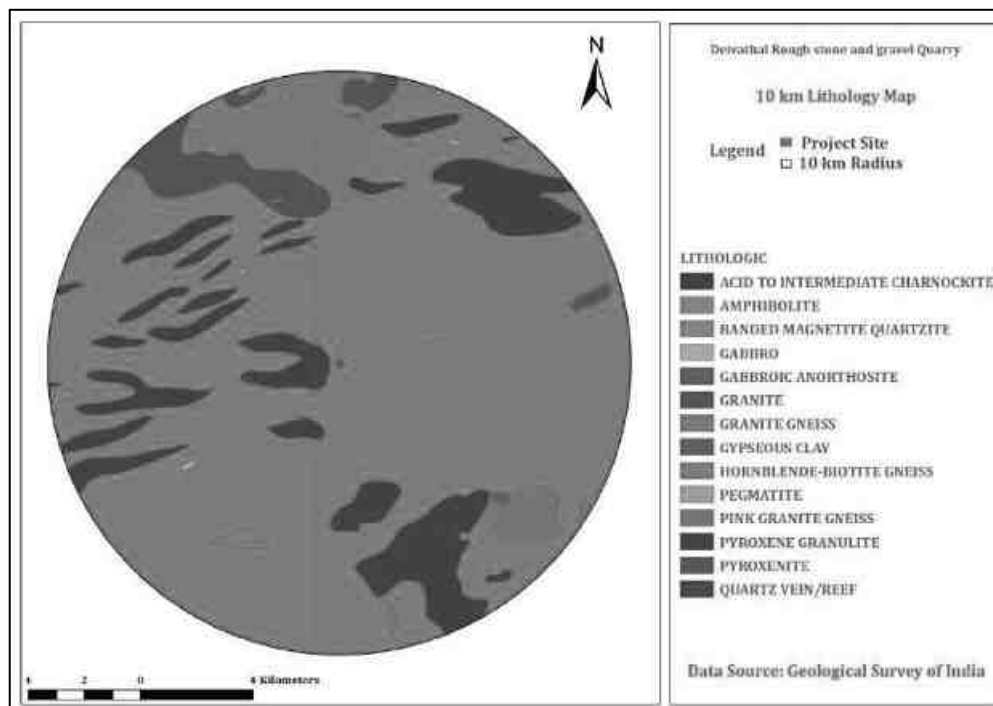 N
Deivathal Rough stone and gravel Quarry
10 km Lithology Map
Legend
Project Site
10 km Radius
LITHOLOGIC
ACID TO INTERMEDIATE CHARNOCKITE
AMPHIBOLITE
BANDED MAGNETITE QUARTZITE
GABBRO
GABBROIC ANORTHOSITE
GRANITE
GRANITE GNEISS
GYPSEOUS CLAY
HORNBLENDE-BIOTITE GNEISS
PEGMATITE
PINK GRANITE GNEISS
PYROXENE GRANULITE
PYROXENITE
QUARTZ VEIN/REEF
4 2 0 4 Kilometers
Data Source: Geological Survey of India